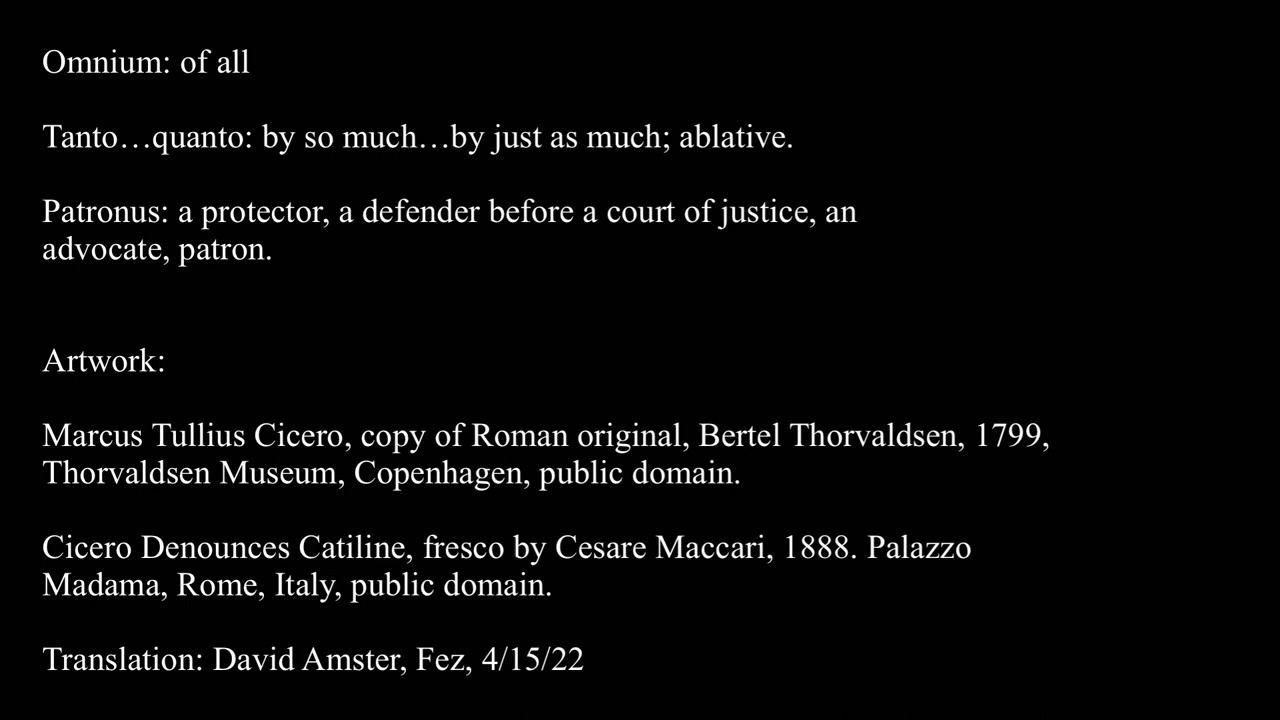 Omnium: of all
Tanto…quanto: by so much…by just as much; ablative.
Patronus: a protector, a defender before a court of justice, an
advocate, patron.
Artwork:
Marcus Tullius Cicero, copy of Roman original, Bertel Thorvaldsen, 1799,
Thorvaldsen Museum, Copenhagen, public domain.
Cicero Denounces Catiline, fresco by Cesare Maccari, 1888. Palazzo
Madama, Rome, Italy, public domain.
Translation: David Amster, Fez, 4/15/22